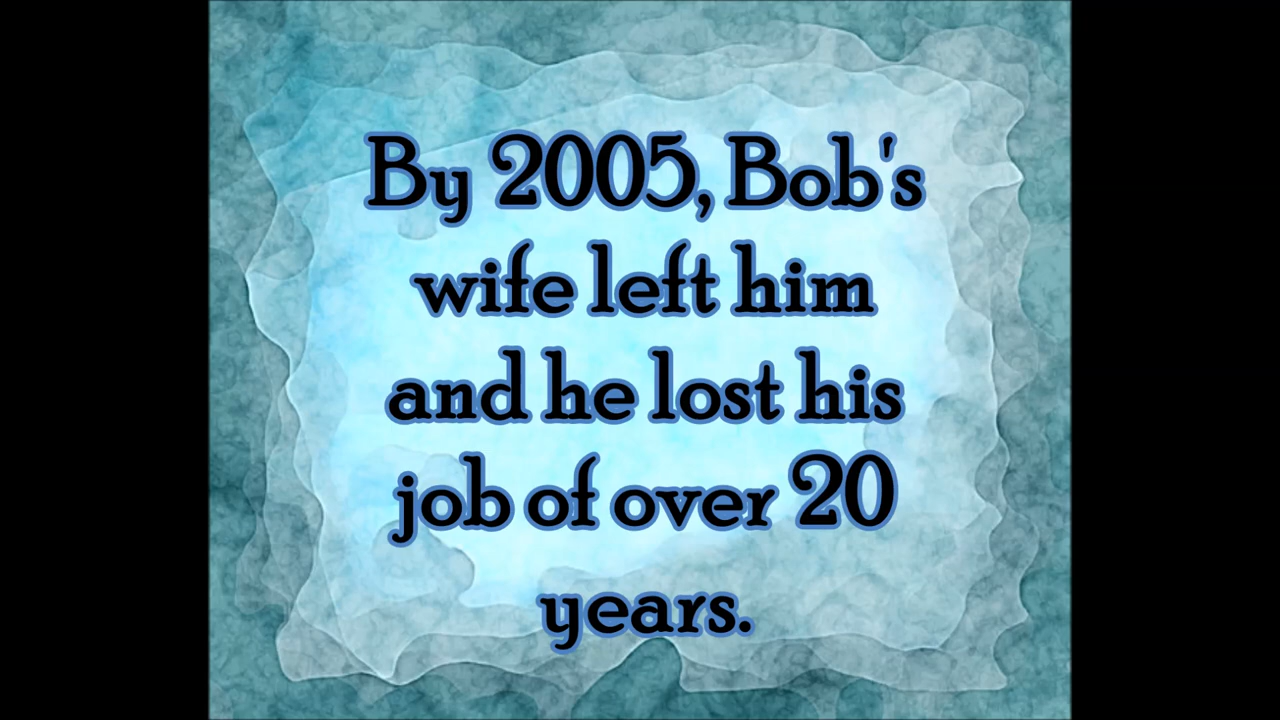 By 2005, Bob's
wife left him
and he lost his
job of over 20
years.